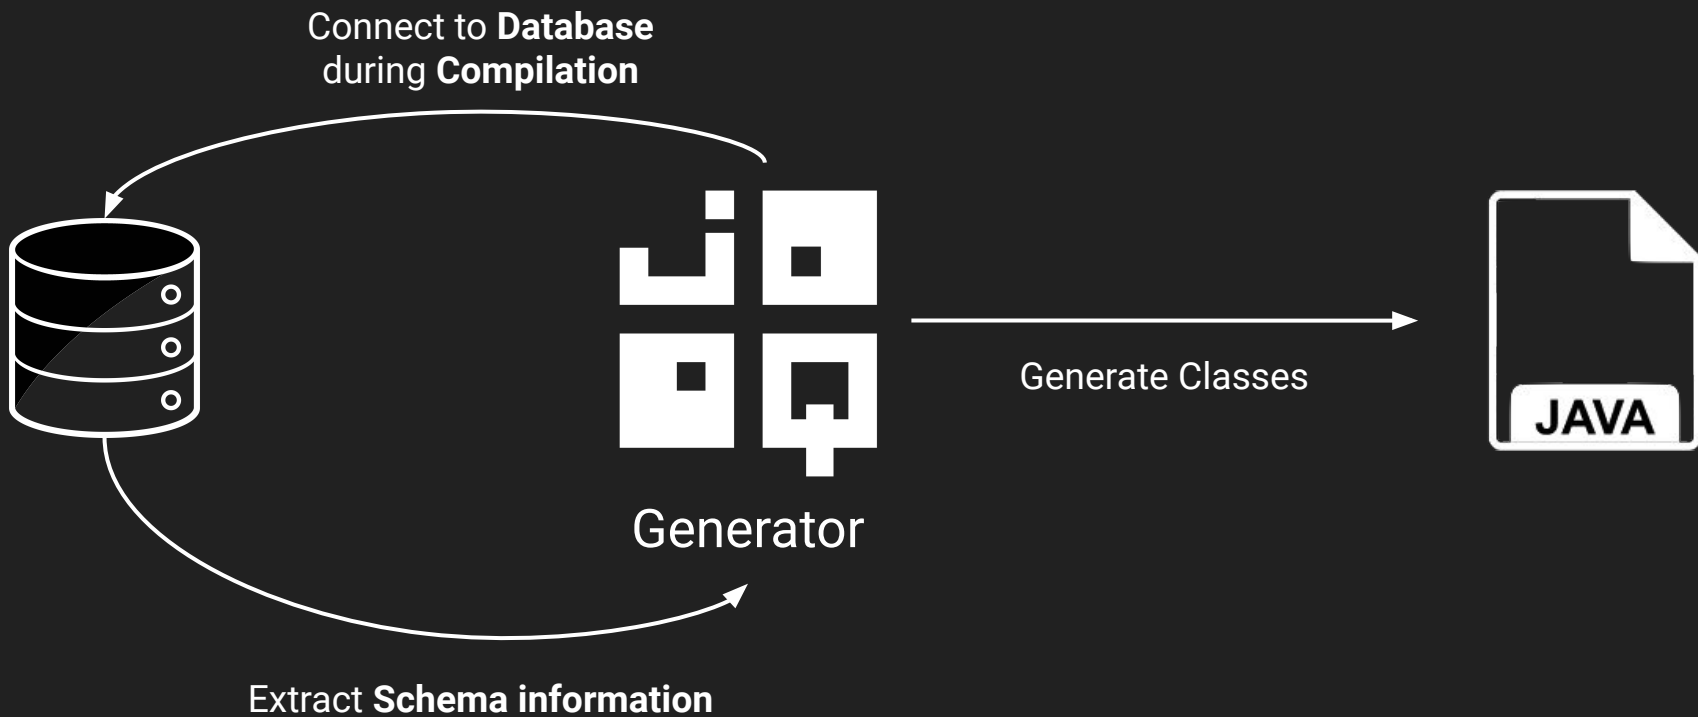 Connect to Database
during Compilation
jOOQ
Generate Classes
JAVA
Generator
Extract Schema information